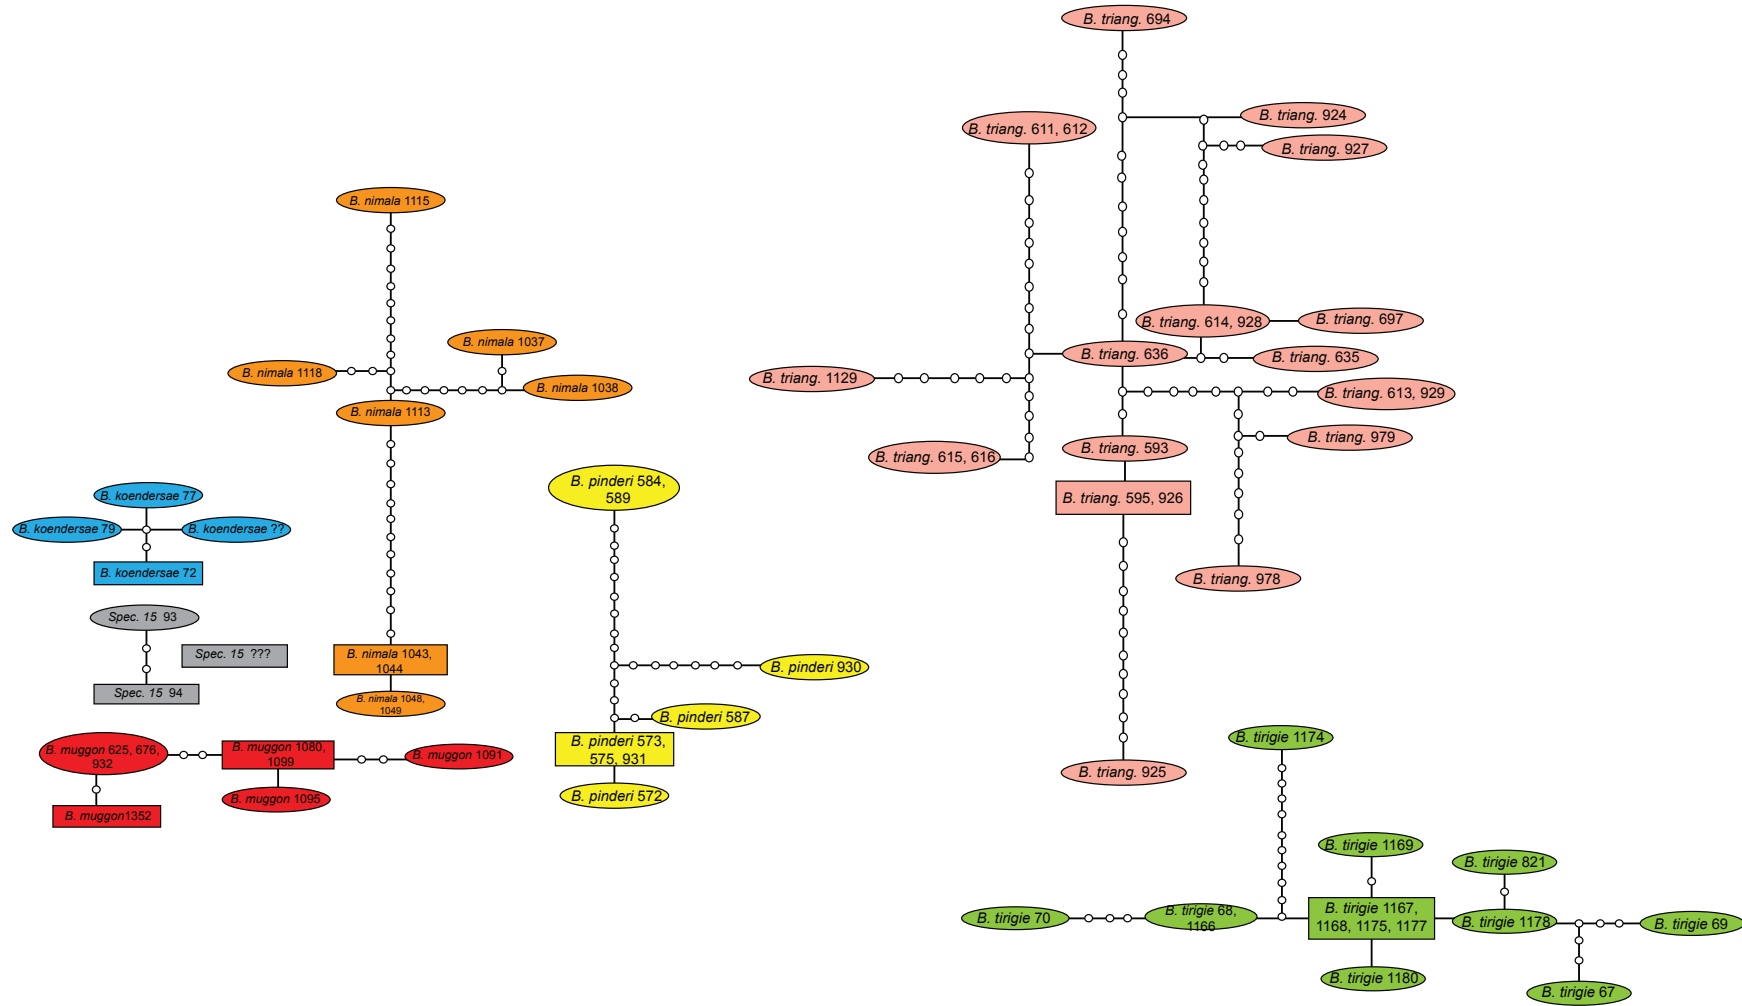 B. triang. 694
B. triang. 611, 612
B. triang. 924
B. triang. 927
B. triang. 614, 928
B. triang. 697
B. triang. 636
B. triang. 635
B. triang. 1129
B. triang. 613, 929
B. triang. 979
B. triang. 593
B. triang. 615, 616
B. triang. 595, 926
B. triang. 978
B. triang. 925
B. nimala 1115
B. nimala 1037
B. nimala 1118
B. nimala 1038
B. nimala 1113
B. nimala 1043,
1044
B. nimala 1048,
1049
B. koendersae 77
B. koendersae 79
B. koendersae ??
B. koendersae 72
Spec. 15 93
Spec. 15 ???
Spec. 15 94
B. muggon 625, 676,
932
B. muggon 1080,
1099
B. muggon 1091
B. muggon 1095
B. muggon1352
B. pinderi 584,
589
B. pinderi 930
B. pinderi 587
B. pinderi 573,
575, 931
B. pinderi 572
B. tirigie 1174
B. tirigie 1169
B. tirigie 821
B. tirigie 70
B. tirigie 68,
1166
B. tirigie 1167,
1168, 1175, 1177
B. tirigie 1178
B. tirigie 69
B. tirigie 1180
B. tirigie 67